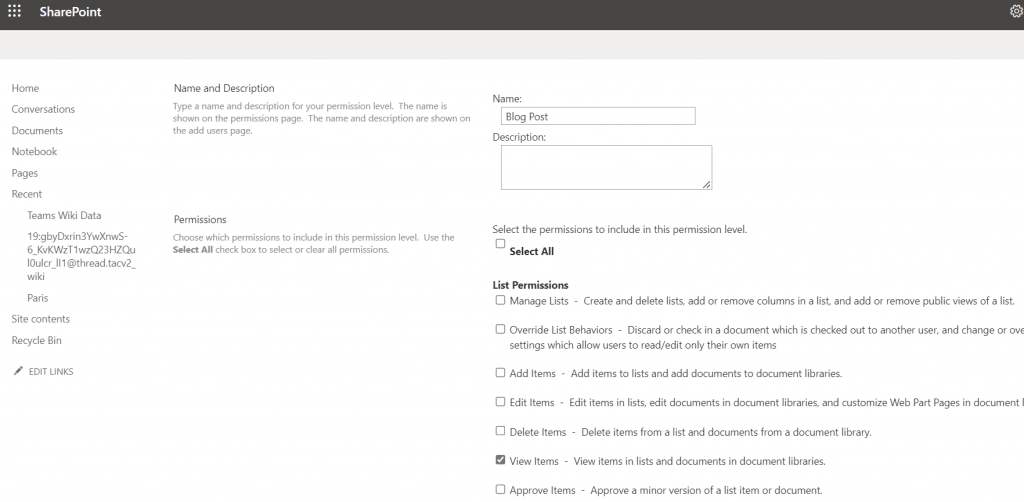 SharePoint
Home
Conversations
Documents
Notebook
Pages
Recent
Teams Wiki Data
19:gbyDxrin3YwXnwS-
6_KvKWzT1wzQ23HZQu
l0ulcr_ll1@thread.tacv2_
wiki
Paris
Site contents
Recycle Bin
EDIT LINKS
Name and Description
Type a name and description for your permission level. The name is
shown on the permissions page. The name and description are shown on
the add users page.
Name:
Blog Post
Description:
Permissions
Choose which permissions to include in this permission level. Use the
Select All check box to select or clear all permissions.
Select the permissions to include in this permission level.
Select All
List Permissions
Manage Lists - Create and delete lists, add or remove columns in a list, and add or remove public views of a list.
Override List Behaviors - Discard or check in a document which is checked out to another user, and change or ove
settings which allow users to read/edit only their own items
Add Items - Add items to lists and add documents to document libraries.
Edit Items - Edit items in lists, edit documents in document libraries, and customize Web Part Pages in document l
Delete Items - Delete items from a list and documents from a document library.
View Items - View items in lists and documents in document libraries.
Approve Items - Approve a minor version of a list item or document.